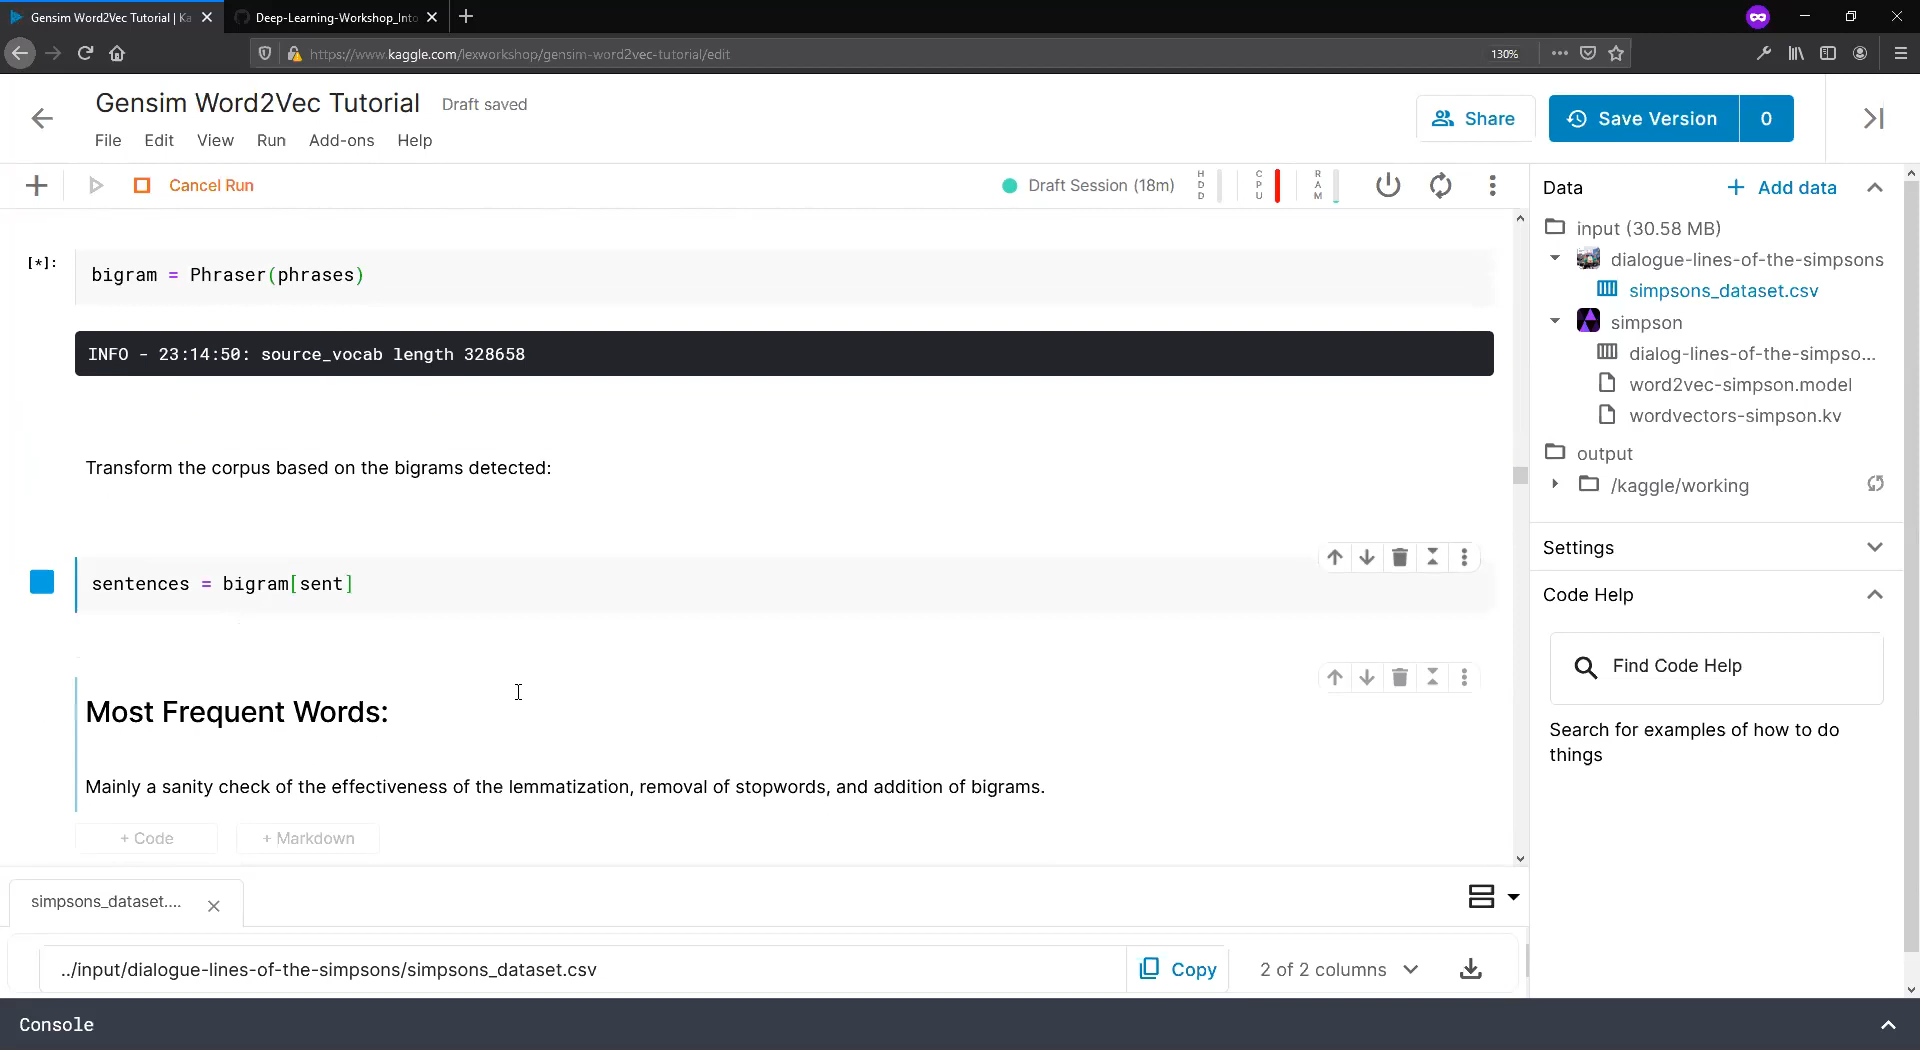 Gensim Word2Vec Tutorial | Ka
Deep-Learning-Workshop_Into
https://www.kaggle.com/lexworkshop/gensim-word2vec-tutorial/edit
130%
Gensim Word2Vec Tutorial
Draft saved
File Edit View Run Add-ons Help
Share
Save Version
0
Cancel Run
Draft Session (18m)
HDD
CPU
RAM
Data
Add data
input (30.58 MB)
dialogue-lines-of-the-simpsons
simpsons_dataset.csv
simpson
dialog-lines-of-the-simpso...
word2vec-simpson.model
wordvectors-simpson.kv
output
/kaggle/working
Settings
Code Help
Find Code Help
Search for examples of how to do
things
[*]:
bigram = Phraser(phrases)
INFO - 23:14:50: source_vocab length 328658
Transform the corpus based on the bigrams detected:
sentences = bigram[sent]
Most Frequent Words:
Mainly a sanity check of the effectiveness of the lemmatization, removal of stopwords, and addition of bigrams.
+ Code
+ Markdown
simpsons_dataset....
../input/dialogue-lines-of-the-simpsons/simpsons_dataset.csv
Copy
2 of 2 columns
Console